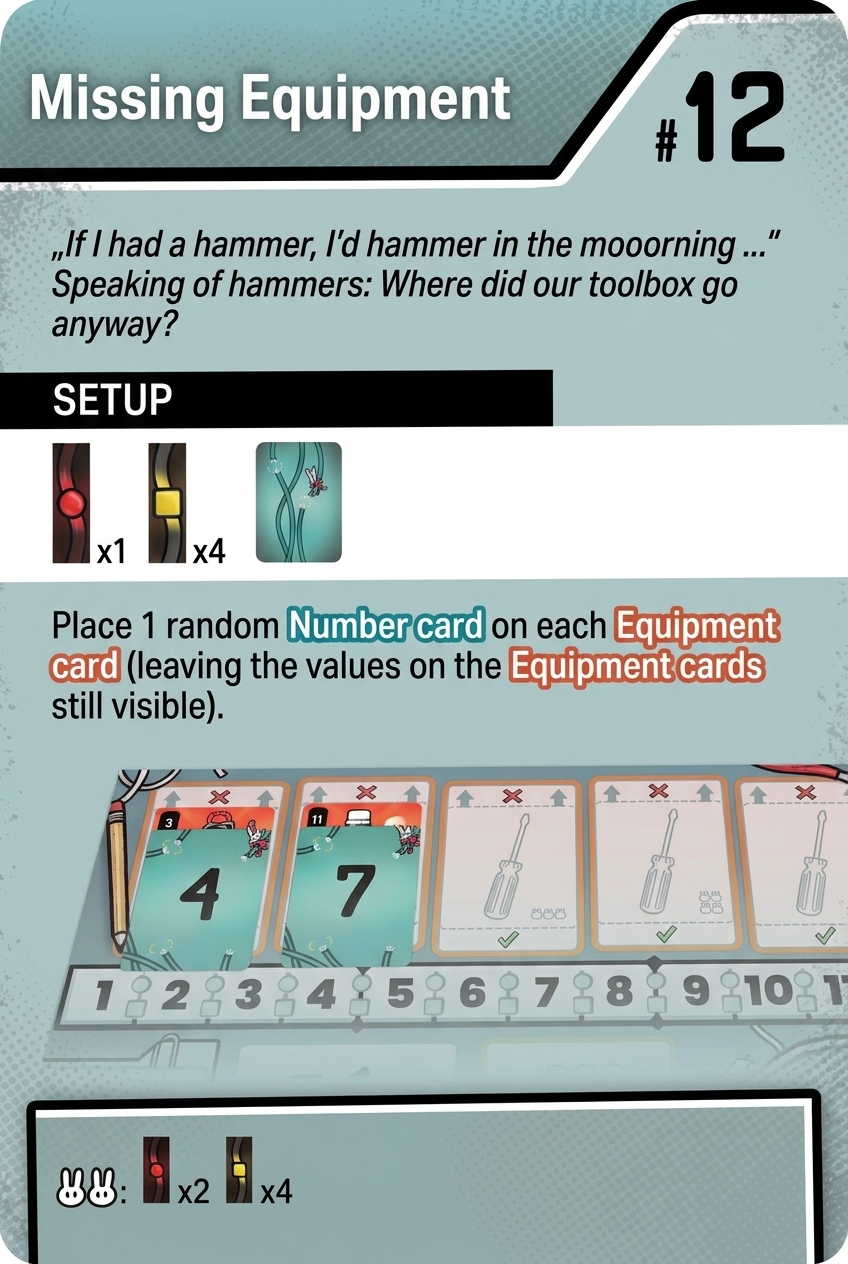 Missing Equipment
#12
„If I had a hammer, I’d hammer in the mooorning ...”
Speaking of hammers: Where did our toolbox go
anyway?
SETUP
x1 x4
Place 1 random Number card on each Equipment
card (leaving the values on the Equipment cards
still visible).
3 11
4 7
1 2 3 4 5 6 7 8 9 10 11
: x2 x4